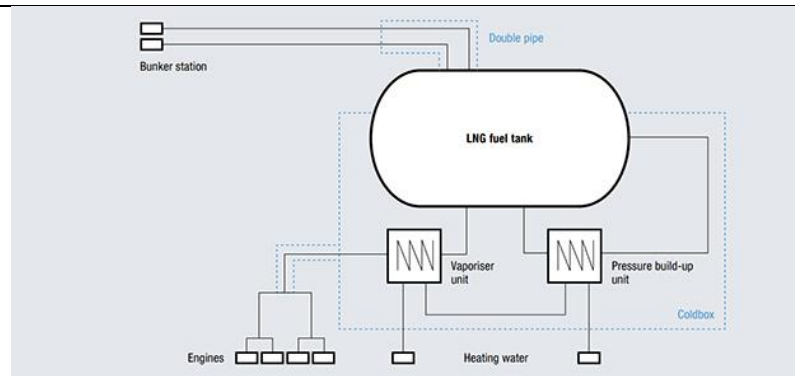 Double pipe
Bunker station
LNG fuel tank
Vaporiser
unit
Pressure build-up
unit
Coldbox
Engines
Heating water